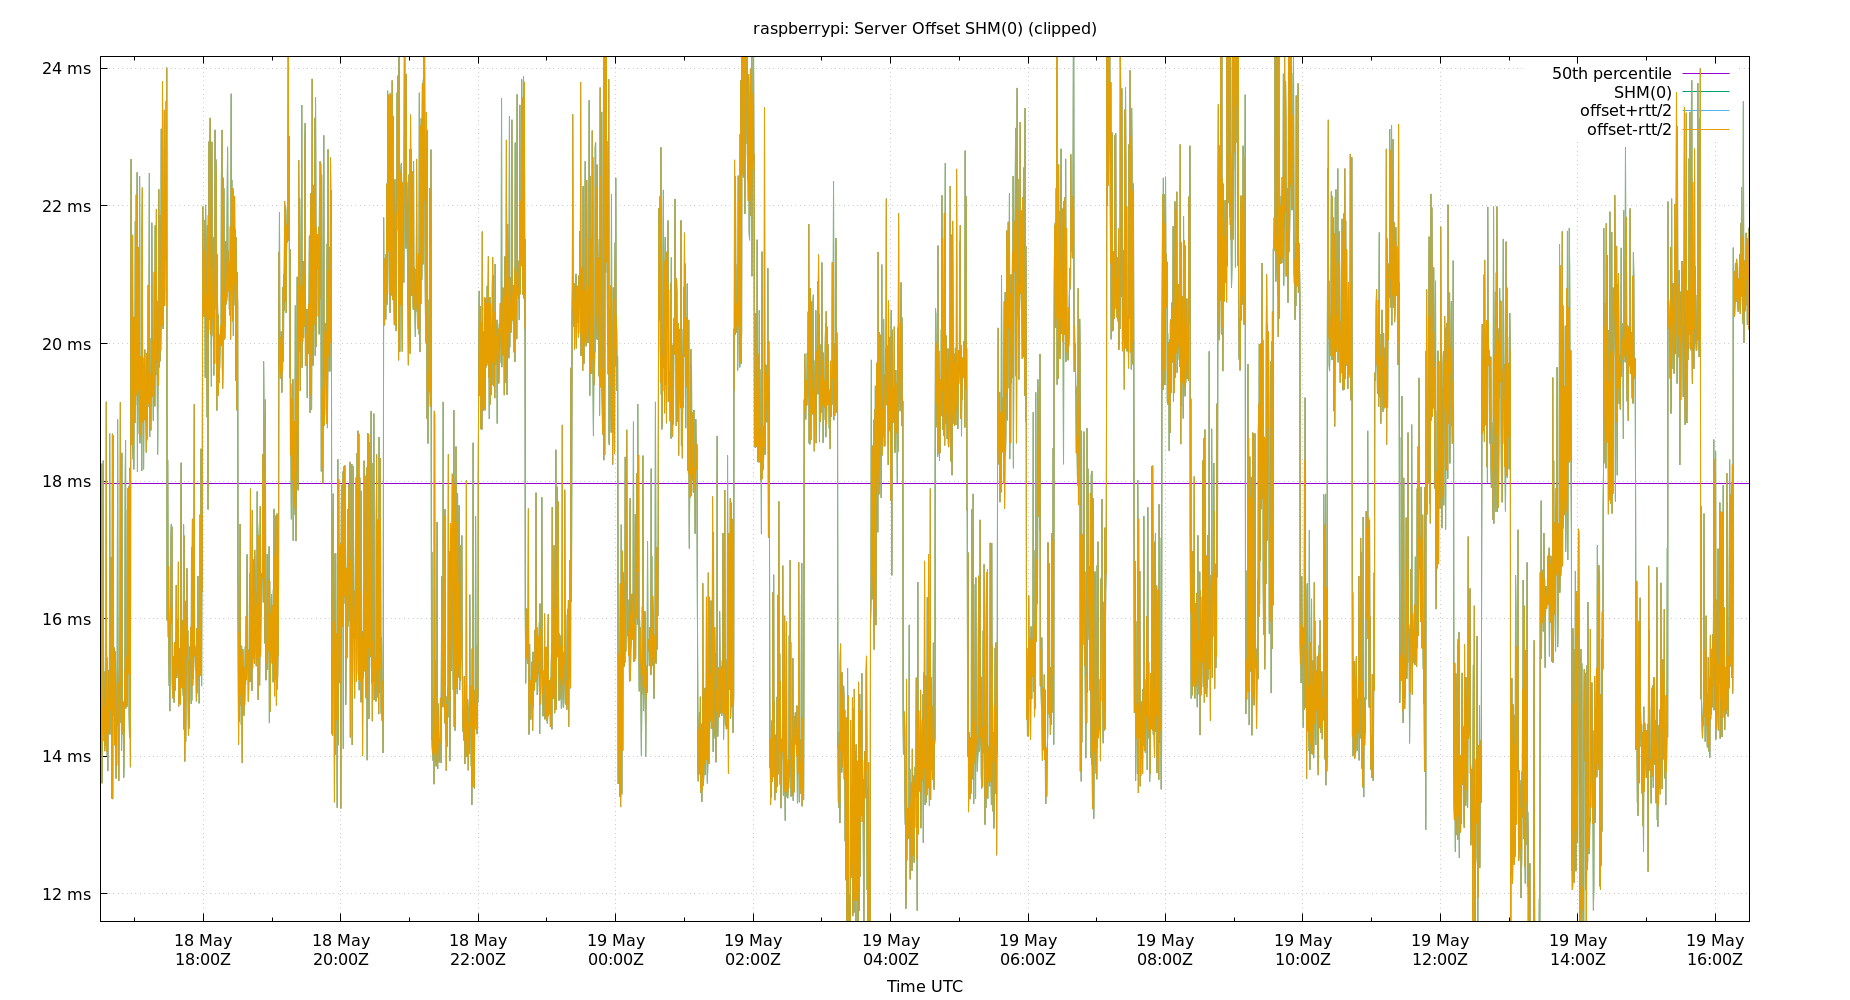 raspberrypi: Server Offset SHM(0) (clipped)
24 ms
22 ms
20 ms
18 ms
16 ms
14 ms
12 ms
50th percentile
SHM(0)
offset+rtt/2
offset-rtt/2
18 May 18 May 18 May 19 May 19 May 19 May 19 May 19 May 19 May 19 May 19 May 19 May
18:00Z 20:00Z 22:00Z 00:00Z 02:00Z 04:00Z 06:00Z 08:00Z 10:00Z 12:00Z 14:00Z 16:00Z
Time UTC